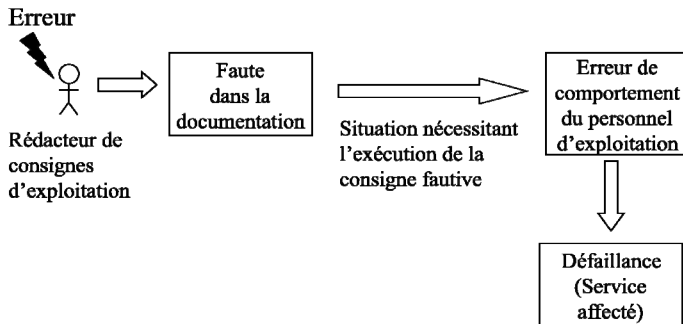 Erreur
Rédacteur de
consignes
d'exploitation
Faute
dans la
documentation
Situation nécessitant
l'exécution de la
consigne fautive
Erreur de
comportement
du personnel
d'exploitation
Défaillance
(Service
affecté)